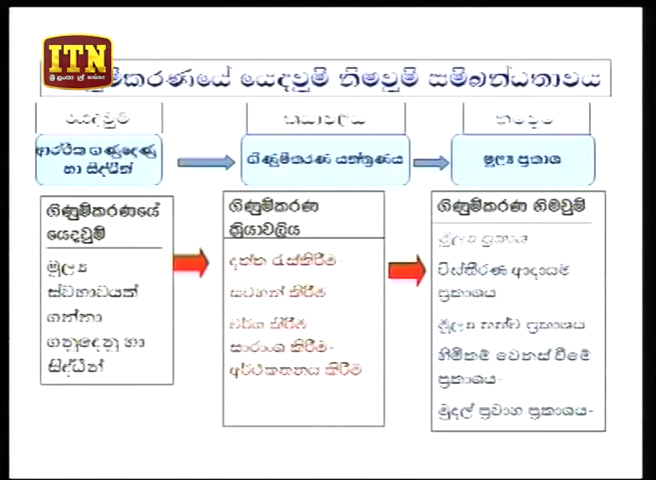 ITN
ශ්‍රී ලංකා ශ්‍රේෂ්ඨ
මිකරණයේ යෙදවුම් නිමවුම් සම්බන්ධතාවය
යෙදවුම්
ක්‍රියාවලිය
නිමවුම්
ආර්ථික ගණුදෙණු
හා සිද්ධීන්
ගිණුම්කරණ යන්ත්‍රණය
මූල්‍ය ප්‍රකාශ
ගිණුම්කරණයේ
යෙදවුම්
මූල්‍ය
ස්වභාවයක්
ගන්නා
ගනුදෙනු හා
සිද්ධීන්
ගිණුම්කරණ
ක්‍රියාවලිය
දත්ත රැස්කිරීම
සටහන් කිරීම
වර්ග කිරීම
සාරාංශ කිරීම
අර්ථකතනය කිරීම
ගිණුම්කරණ නිමවුම්
මූල්‍ය ප්‍රකාශ
විස්තීරණ ආදායම්
ප්‍රකාශය
මූල්‍ය තත්ව ප්‍රකාශය
හිමිකම් වෙනස් වීමේ
ප්‍රකාශය
මුදල් ප්‍රවාහ ප්‍රකාශය